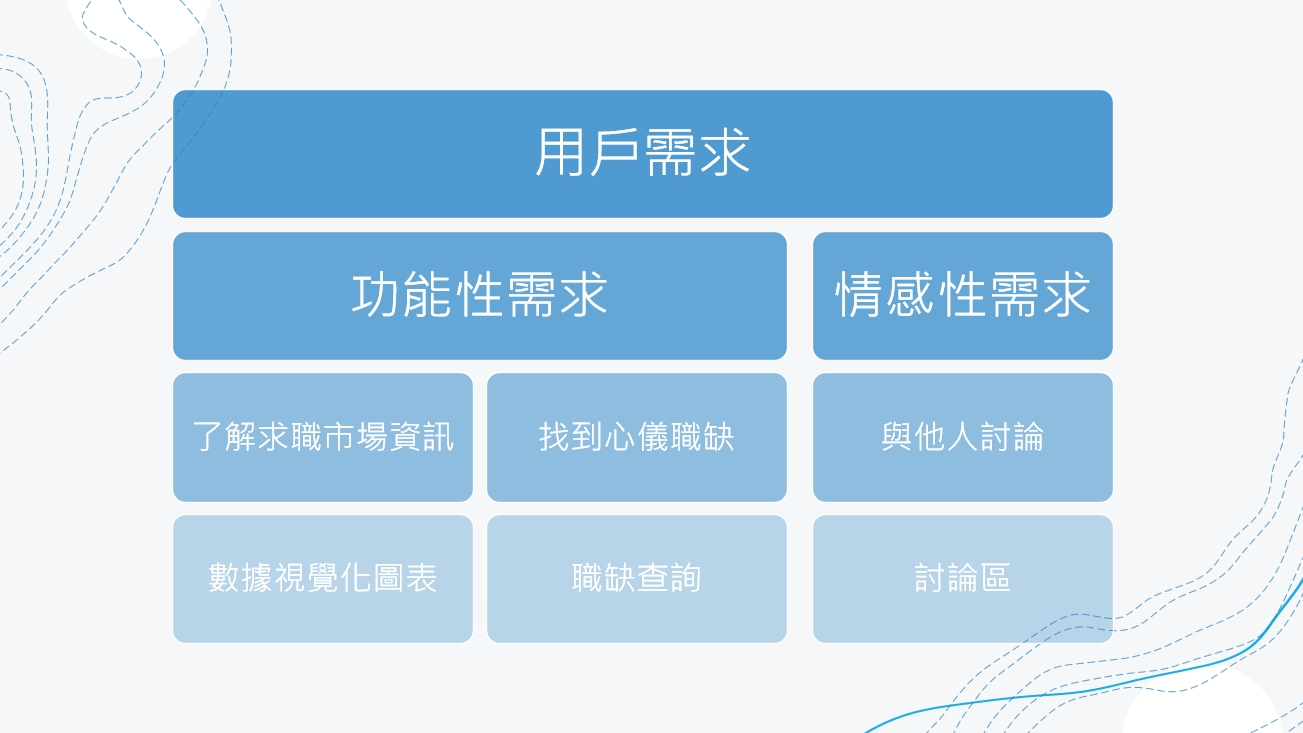 用戶需求
功能性需求
情感性需求
了解求職市場資訊
找到心儀職缺
與他人討論
數據視覺化圖表
職缺查詢
討論區